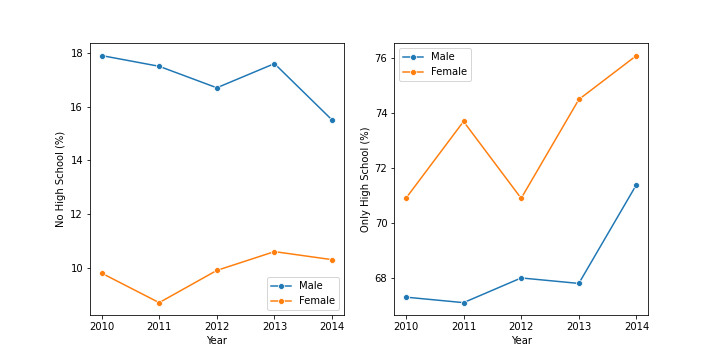 No High School (%)
18
16
14
12
10
2010 2011 2012 2013 2014
Year
Male
Female
Only High School (%)
76
74
72
70
68
2010 2011 2012 2013 2014
Year
Male
Female